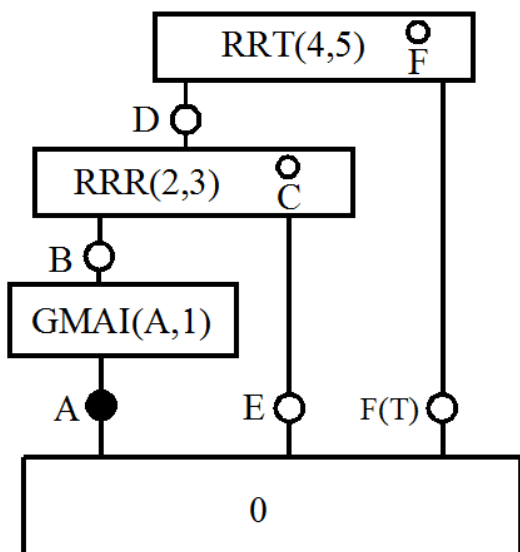 RRT(4,5)
F
D
RRR(2,3)
C
B
GMAI(A,1)
A
E
F(T)
0